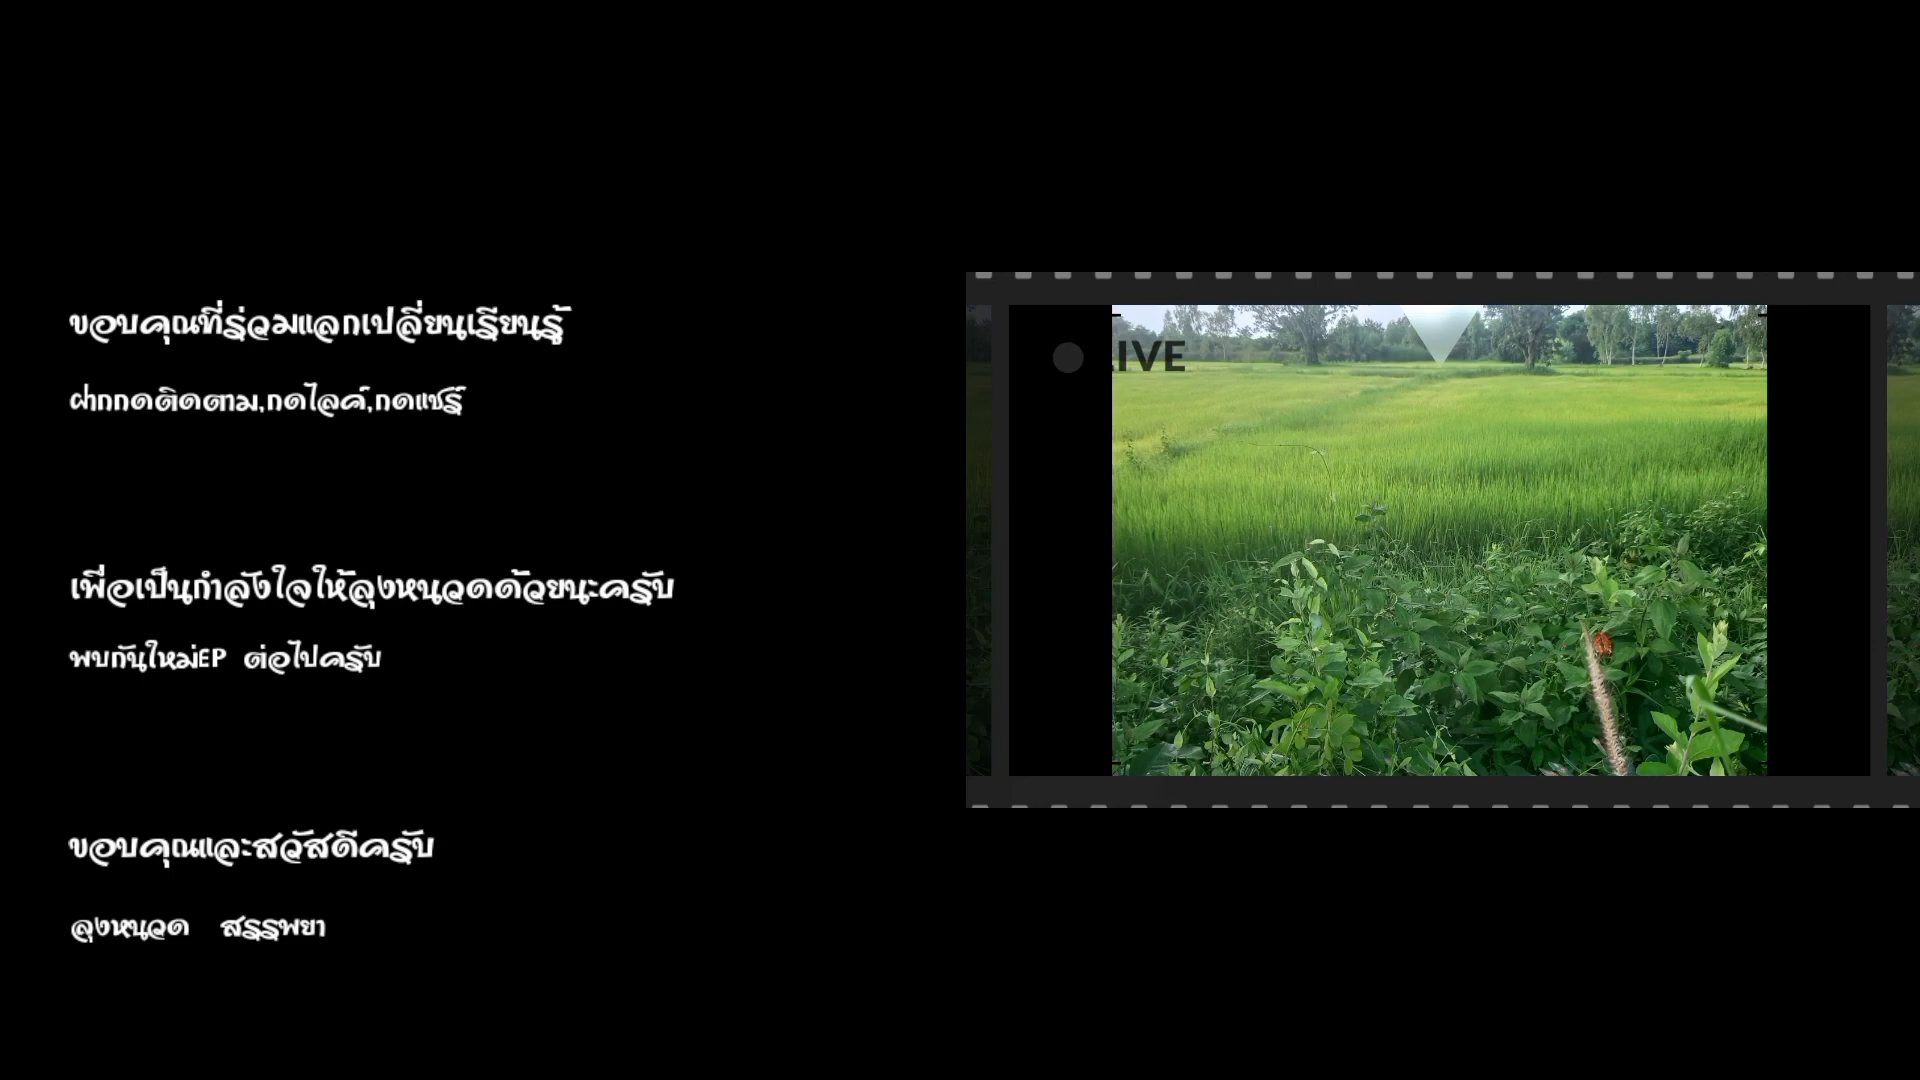 ขอบคุณที่ร่วมแลกเปลี่ยนเรียนรู้
ฝากกดติดตาม,กดไลค์,กดแชร์
เพื่อเป็นกำลังใจให้ลุงหนวดด้วยนะครับ
พบกันใหม่EP ต่อไปครับ
ขอบคุณและสวัสดีครับ
ลุงหนวด สรรพยา
LIVE